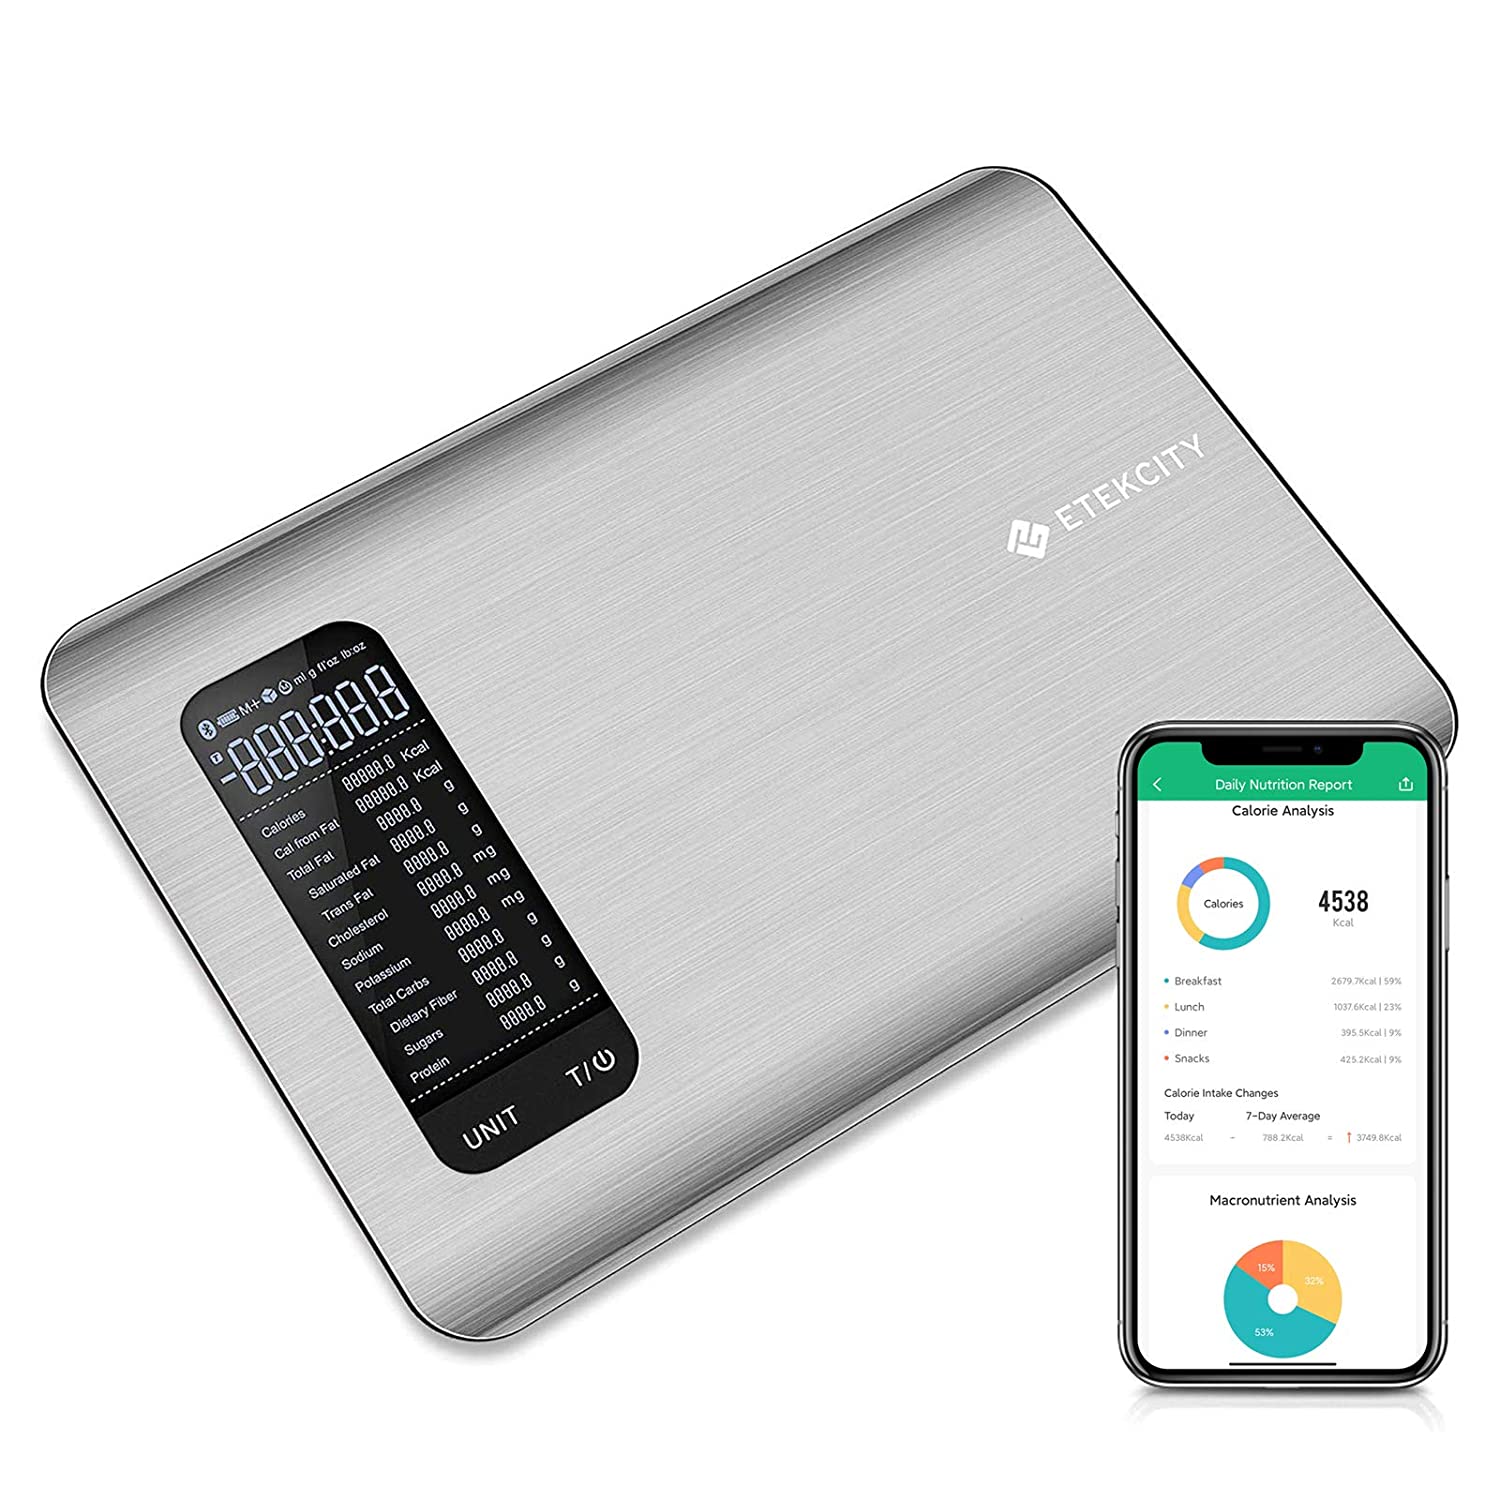 ETEKCITY
M+ ml g fl'oz lb:oz
T
-888:88.8
Calories 88888.8 Kcal
Cal from Fat 88888.8 Kcal
Total Fat 8888.8 g
Saturated Fat 8888.8 g
Trans Fat 8888.8 g
Cholesterol 8888.8 mg
Sodium 8888.8 mg
Potassium 8888.8 mg
Total Carbs 8888.8 g
Dietary Fiber 8888.8 g
Sugars 8888.8 g
Protein 8888.8 g
UNIT T/
Daily Nutrition Report
Calorie Analysis
Calories
4538
Kcal
Breakfast 2679.7Kcal | 59%
Lunch 1037.6Kcal | 23%
Dinner 395.5Kcal | 9%
Snacks 425.2Kcal | 9%
Calorie Intake Changes
Today 7-Day Average
4538Kcal - 788.2Kcal = ↑ 3749.8Kcal
Macronutrient Analysis
15%
32%
53%